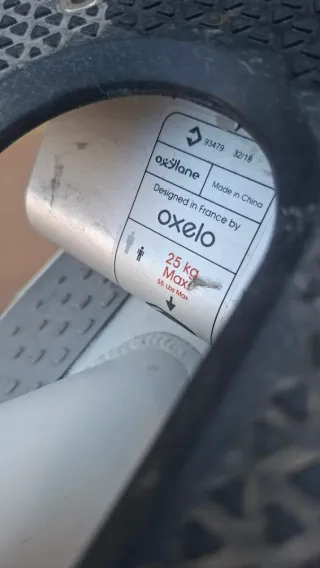 93479 32/18
oxylane
Made in China
Designed in France by
oxelo
25 kg
Max.
55 Lbs Max